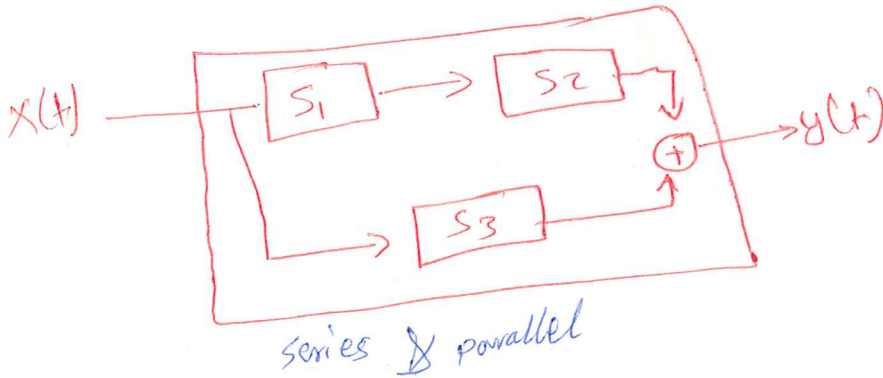 x(t)
S1
S2
+
y(t)
S3
series & parallel